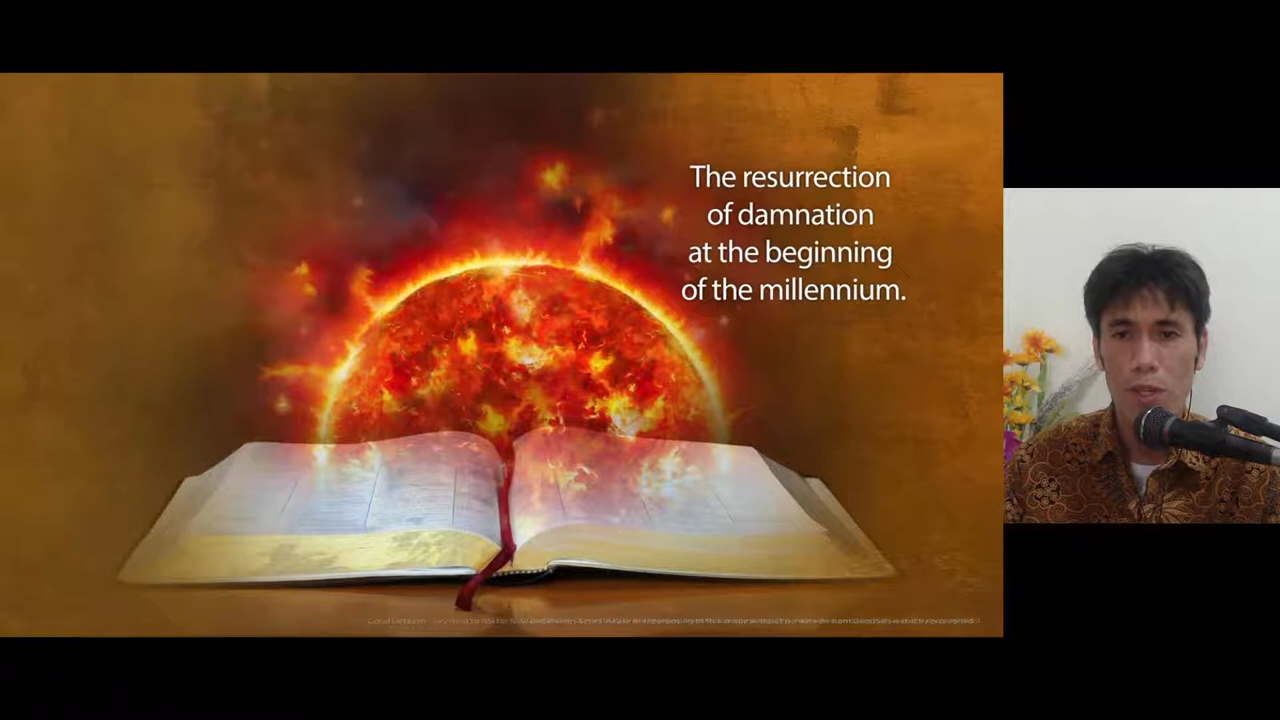 The resurrection
of damnation
at the beginning
of the millennium.